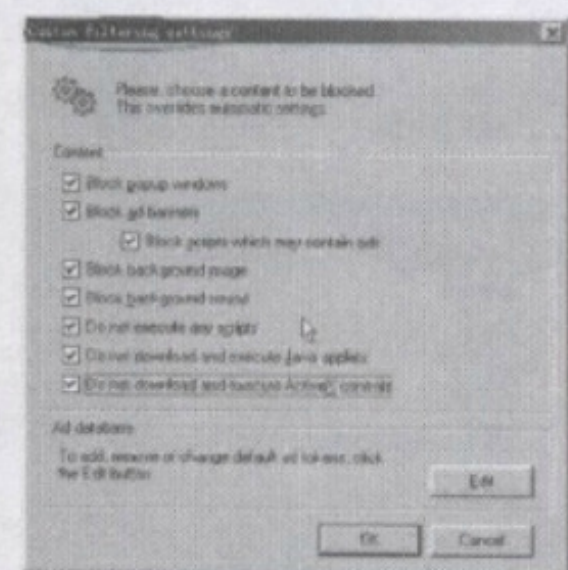 Custom filtering settings
Please, choose a content to be blocked
This overrides automatic settings
Content
Block popup windows
Block ad banners
Block scripts which may contain ads
Block background image
Block background sound
Do not execute any scripts
Do not download and execute Java applets
Do not download and execute ActiveX controls
Ad database
To add, remove or change default ad tokens, click
the Edit button
Edit
OK
Cancel